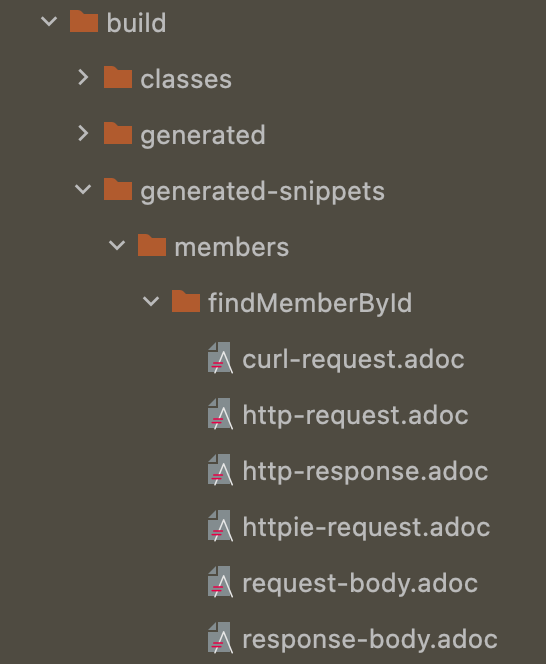 build
classes
generated
generated-snippets
members
findMemberById
curl-request.adoc
http-request.adoc
http-response.adoc
httpie-request.adoc
request-body.adoc
response-body.adoc